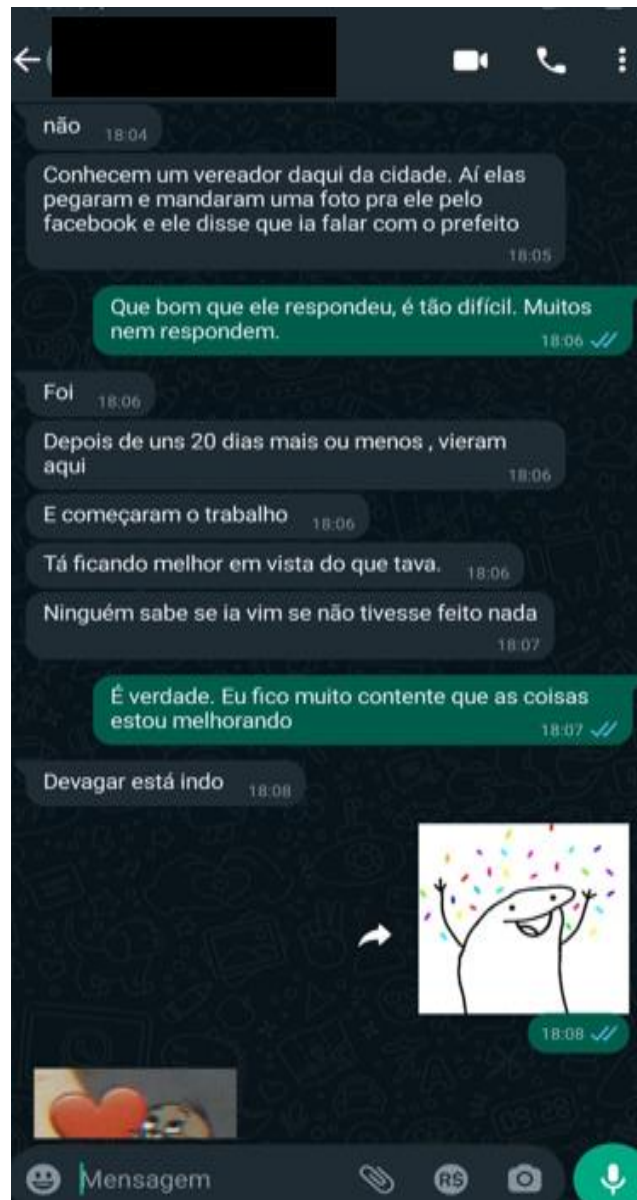 não 18:04
Conhecem um vereador daqui da cidade. Aí elas
pegaram e mandaram uma foto pra ele pelo
facebook e ele disse que ia falar com o prefeito
18:05
Que bom que ele respondeu, é tão difícil. Muitos
nem respondem.
18:06
Foi 18:06
Depois de uns 20 dias mais ou menos , vieram
aqui
18:06
E começaram o trabalho 18:06
Tá ficando melhor em vista do que tava. 18:06
Ninguém sabe se ia vim se não tivesse feito nada
18:07
É verdade. Eu fico muito contente que as coisas
estou melhorando
18:07
Devagar está indo 18:08
18:08
Mensagem
R$